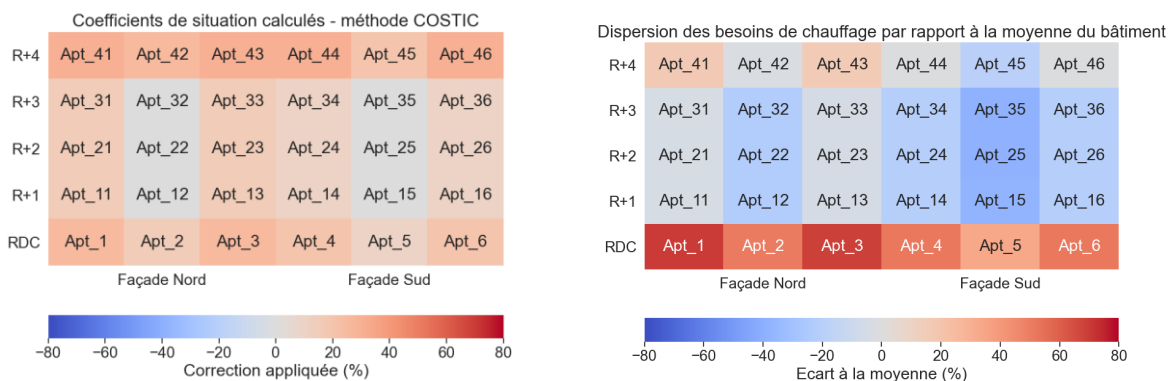 Coefficients de situation calculés - méthode COSTIC
R+4 Apt_41 Apt_42 Apt_43 Apt_44 Apt_45 Apt_46
R+3 Apt_31 Apt_32 Apt_33 Apt_34 Apt_35 Apt_36
R+2 Apt_21 Apt_22 Apt_23 Apt_24 Apt_25 Apt_26
R+1 Apt_11 Apt_12 Apt_13 Apt_14 Apt_15 Apt_16
RDC Apt_1 Apt_2 Apt_3 Apt_4 Apt_5 Apt_6
Façade Nord Façade Sud
−80 −60 −40 −20 0 20 40 60 80
Correction appliquée (%)
Dispersion des besoins de chauffage par rapport à la moyenne du bâtiment
R+4 Apt_41 Apt_42 Apt_43 Apt_44 Apt_45 Apt_46
R+3 Apt_31 Apt_32 Apt_33 Apt_34 Apt_35 Apt_36
R+2 Apt_21 Apt_22 Apt_23 Apt_24 Apt_25 Apt_26
R+1 Apt_11 Apt_12 Apt_13 Apt_14 Apt_15 Apt_16
RDC Apt_1 Apt_2 Apt_3 Apt_4 Apt_5 Apt_6
Façade Nord Façade Sud
−80 −60 −40 −20 0 20 40 60 80
Ecart à la moyenne (%)